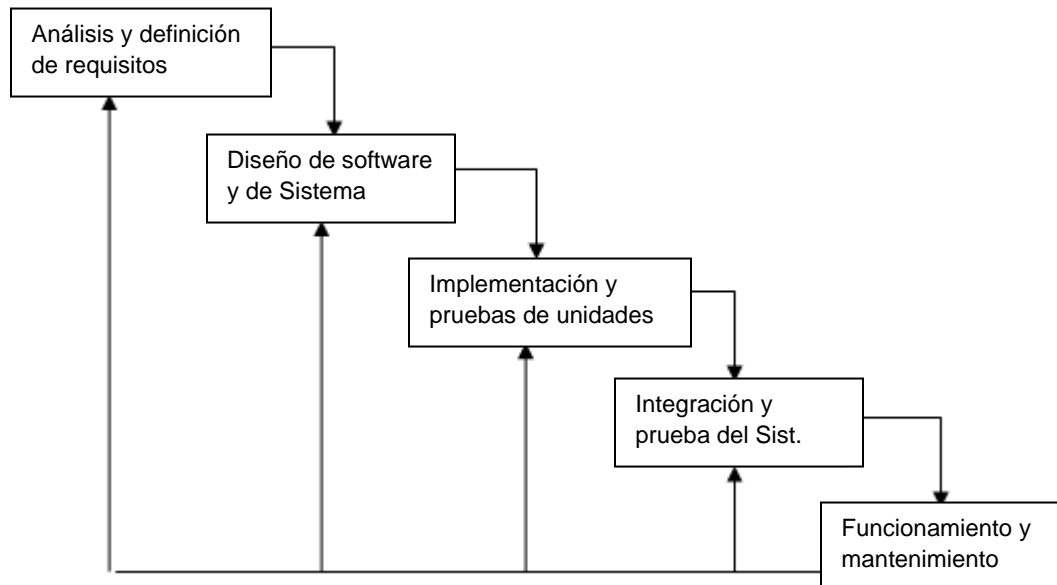 Análisis y definición
de requisitos
Diseño de software
y de Sistema
Implementación y
pruebas de unidades
Integración y
prueba del Sist.
Funcionamiento y
mantenimiento